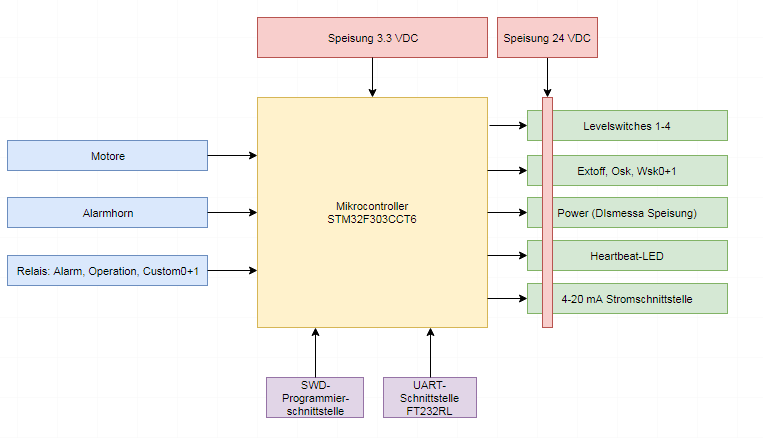 Speisung 3.3 VDC
Speisung 24 VDC
Motore
Alarmhorn
Relais: Alarm, Operation, Custom0+1
Mikrocontroller
STM32F303CCT6
Levelswitches 1-4
Extoff, Osk, Wsk0+1
Power (DIsmessa Speisung)
Heartbeat-LED
4-20 mA Stromschnittstelle
SWD-
Programmier-
schnittstelle
UART-
Schnittstelle
FT232RL